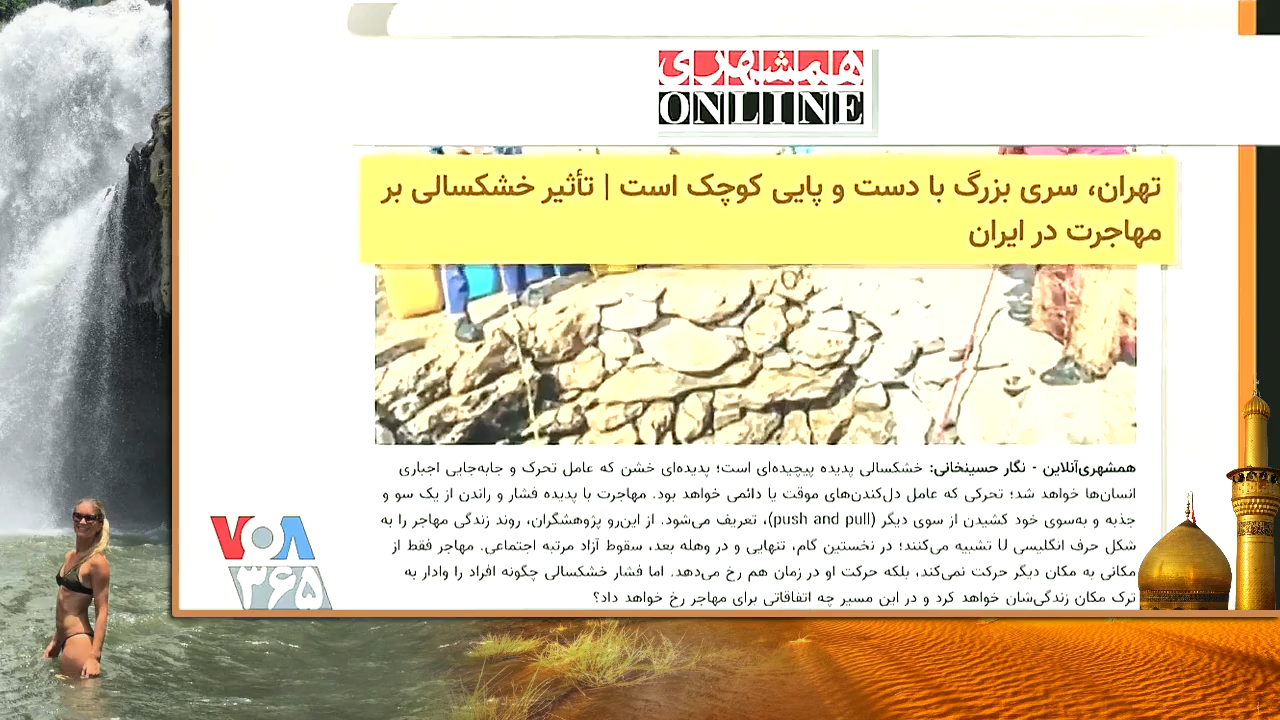 همشهری
ONLINE
تهران، سری بزرگ با دست و پایی کوچک است | تأثیر خشکسالی بر
مهاجرت در ایران
همشهری‌آنلاین - نگار حسینخانی: خشکسالی پدیده پیچیده‌ای است؛ پدیده‌ای خشن که عامل تحرک و جابه‌جایی اجباری
انسان‌ها خواهد شد؛ تحرکی که عامل دل‌کندن‌های موقت یا دائمی خواهد بود. مهاجرت با پدیده فشار و راندن از یک سو و
جذبه و به‌سوی خود کشیدن از سوی دیگر (push and pull)، تعریف می‌شود. از این‌رو پژوهشگران، روند زندگی مهاجر را به
شکل حرف انگلیسی U تشبیه می‌کنند؛ در نخستین گام، تنهایی و در وهله بعد، سقوط آزاد مرتبه اجتماعی. مهاجر فقط از
مکانی به مکان دیگر حرکت نمی‌کند، بلکه حرکت او در زمان هم رخ می‌دهد. اما فشار خشکسالی چگونه افراد را وادار به
ترک مکان زندگی‌شان خواهد کرد و در این مسیر چه اتفاقاتی برای مهاجر رخ خواهد داد؟
VOA
۳۶۵